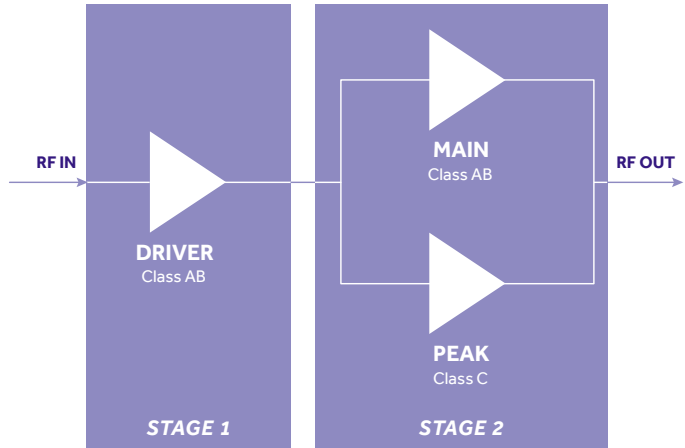 RF IN
DRIVER
Class AB
STAGE 1
MAIN
Class AB
PEAK
Class C
STAGE 2
RF OUT